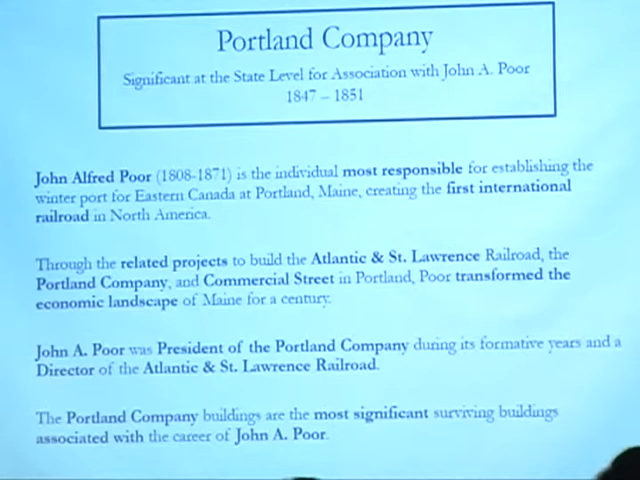 Portland Company
Significant at the State Level for Association with John A. Poor
1847 – 1851
John Alfred Poor (1808-1871) is the individual most responsible for establishing the
winter port for Eastern Canada at Portland, Maine, creating the first international
railroad in North America.
Through the related projects to build the Atlantic & St. Lawrence Railroad, the
Portland Company, and Commercial Street in Portland, Poor transformed the
economic landscape of Maine for a century.
John A. Poor was President of the Portland Company during its formative years and a
Director of the Atlantic & St. Lawrence Railroad.
The Portland Company buildings are the most significant surviving buildings
associated with the career of John A. Poor.